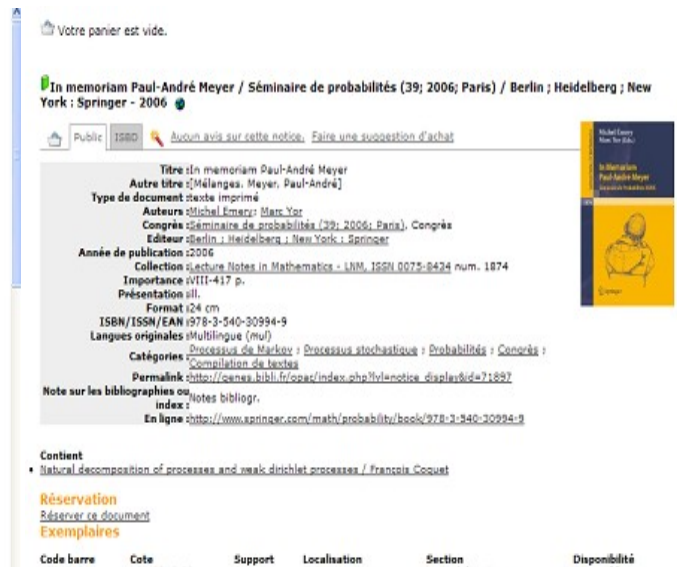 Votre panier est vide.
In memoriam Paul-André Meyer / Séminaire de probabilités (39; 2006; Paris) / Berlin ; Heidelberg ; New
York : Springer - 2006
Public ISBD Aucun avis sur cette notice. Faire une suggestion d'achat
Titre : In memoriam Paul-André Meyer
Autre titre : [Mélanges. Meyer, Paul-André]
Type de document : texte imprimé
Auteurs : Michel Emery; Marc Yor
Congrès : Séminaire de probabilités (39; 2006; Paris), Congrès
Editeur : Berlin ; Heidelberg ; New York : Springer
Année de publication : 2006
Collection : Lecture Notes in Mathematics - LNM, ISSN 0075-8434 num. 1874
Importance : VIII-417 p.
Présentation : ill.
Format : 24 cm
ISBN/ISSN/EAN : 978-3-540-30994-9
Langues originales : Multilingue (mul)
Catégories : Processus de Markov ; Processus stochastique ; Probabilités ; Congrès ;
Compilation de textes
Permalink : http://genes.bibli.fr/opac/index.php?lvl=notice_display&id=71897
Note sur les bibliographies ou
index : Notes bibliogr.
En ligne : http://www.springer.com/math/probability/book/978-3-540-30994-9
Michel Emery
Marc Yor (Eds.)
In Memoriam
Paul-André Meyer
Springer
Contient
Natural decomposition of processes and weak dirichlet processes / Francois Coquet
Réservation
Réserver ce document
Exemplaires
Code barre Cote Support Localisation Section Disponibilité